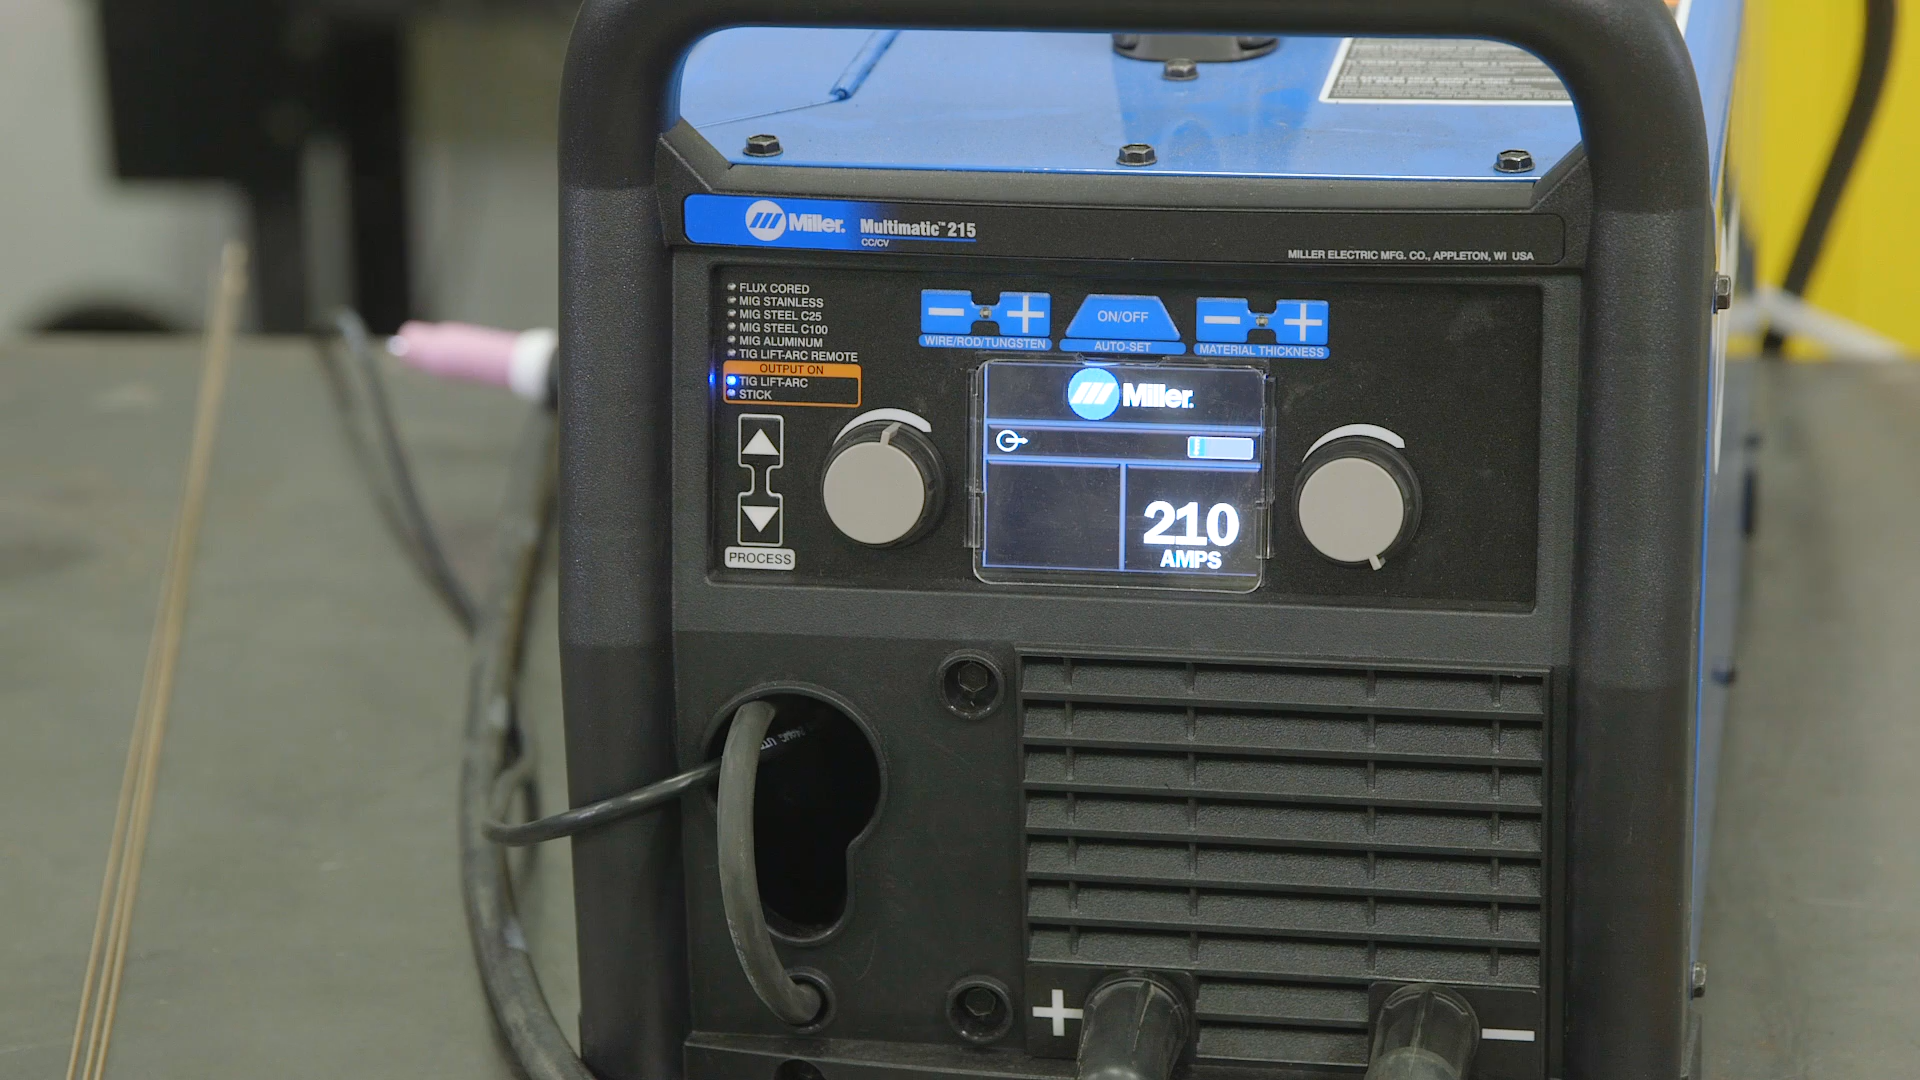 Miller.
Multimatic™ 215
CC/CV
MILLER ELECTRIC MFG. CO., APPLETON, WI USA
FLUX CORED
MIG STAINLESS
MIG STEEL C25
MIG STEEL C100
MIG ALUMINUM
TIG LIFT-ARC REMOTE
OUTPUT ON
TIG LIFT-ARC
STICK
PROCESS
WIRE/ROD/TUNGSTEN
ON/OFF
AUTO-SET
MATERIAL THICKNESS
Miller.
210
AMPS
+
−